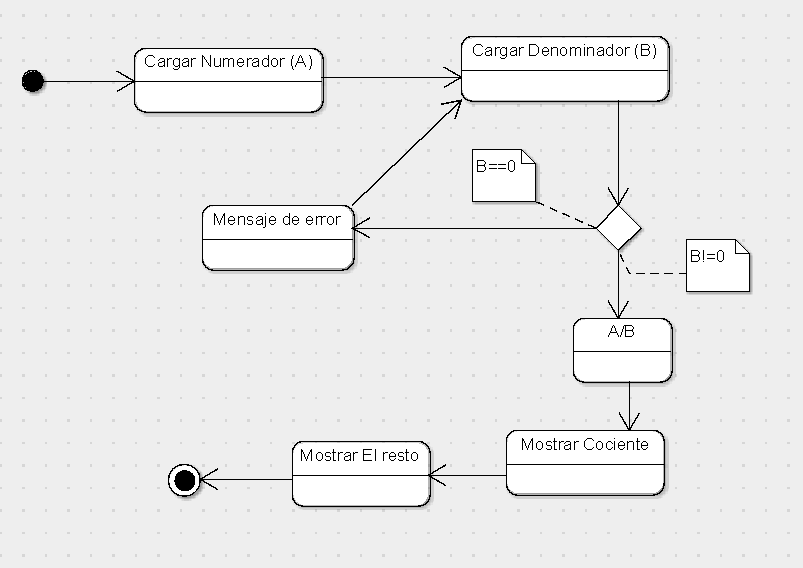 Cargar Numerador (A)
Cargar Denominador (B)
B==0
Mensaje de error
B!=0
A/B
Mostrar Cociente
Mostrar El resto